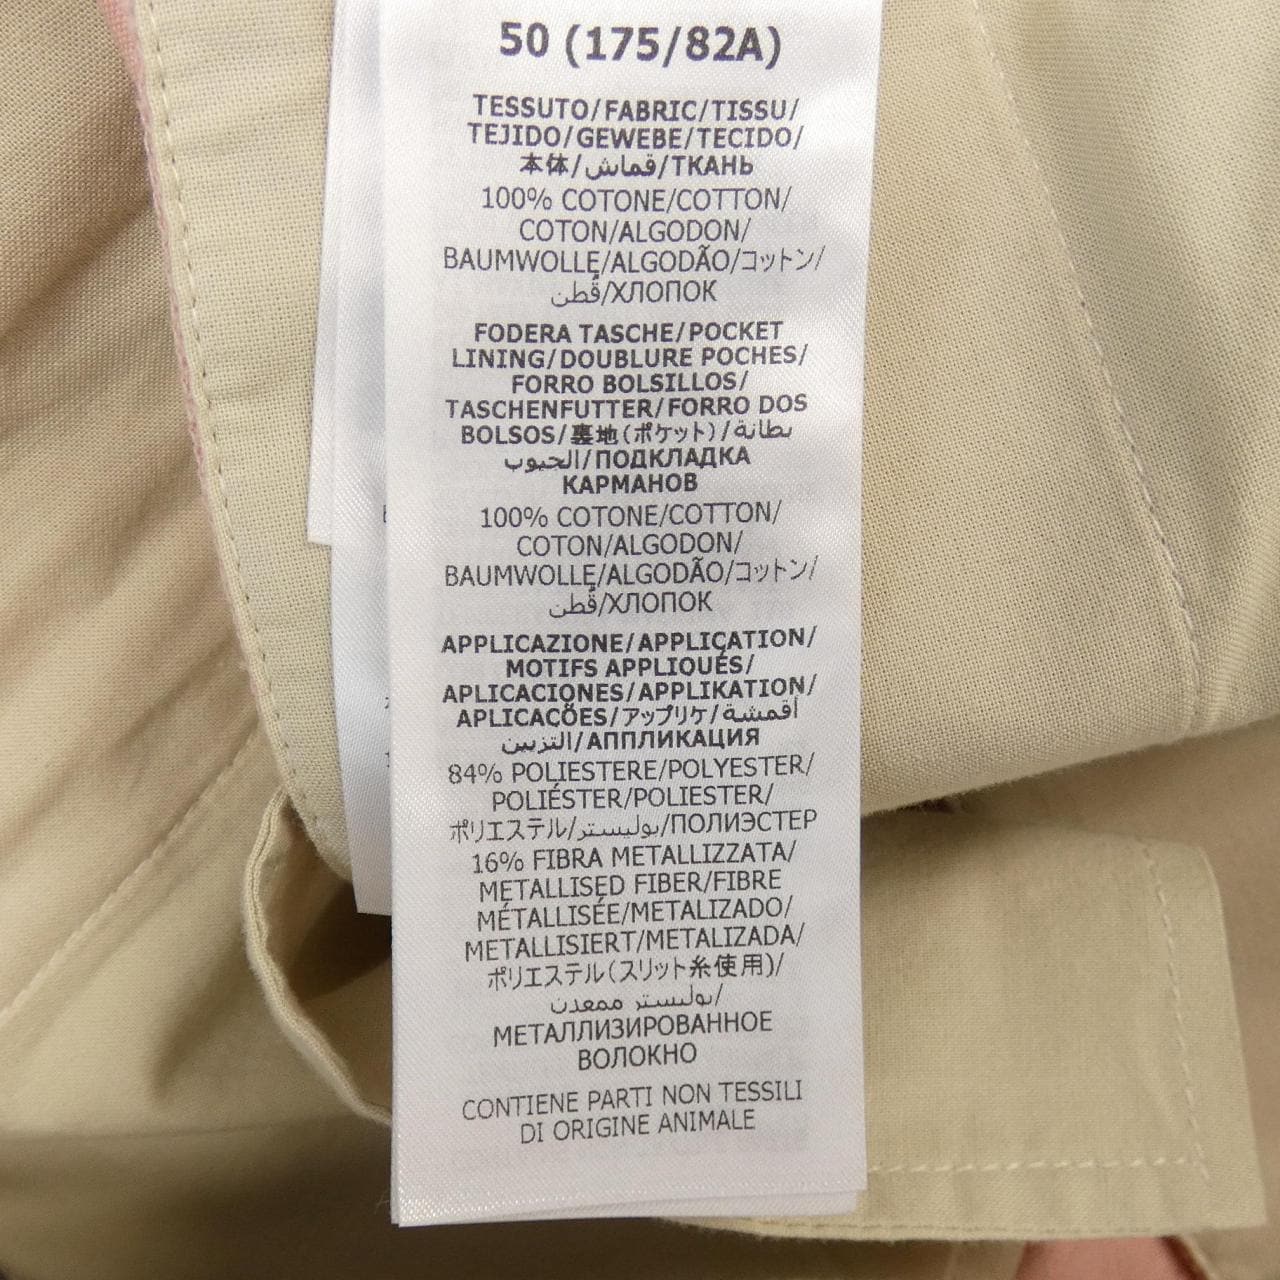 50 (175/82A)
TESSUTO/FABRIC/TISSU/
TEJIDO/GEWEBE/TECIDO/
本体/قماش/ТКАНЬ
100% COTONE/COTTON/
COTON/ALGODON/
BAUMWOLLE/ALGODÃO/コットン/
قُطن/ХЛОПОК
FODERA TASCHE/POCKET
LINING/DOUBLURE POCHES/
FORRO BOLSILLOS/
TASCHENFUTTER/FORRO DOS
BOLSOS/裏地(ポケット)/بطانة
الجيوب/ПОДКЛАДКА
КАРМАНОВ
100% COTONE/COTTON/
COTON/ALGODON/
BAUMWOLLE/ALGODÃO/コットン/
قُطن/ХЛОПОК
APPLICAZIONE/APPLICATION/
MOTIFS APPLIQUÉS/
APLICACIONES/APPLIKATION/
APLICAÇÕES/アップリケ/أقمشة
التزيين/АППЛИКАЦИЯ
84% POLIESTERE/POLYESTER/
POLIÉSTER/POLIESTER/
ポリエステル/بوليستر/ПОЛИЭСТЕР
16% FIBRA METALLIZZATA/
METALLISED FIBER/FIBRE
MÉTALLISÉE/METALIZADO/
METALLISIERT/METALIZADA/
ポリエステル(スリット糸使用)/
بوليستر ممعدن/
МЕТАЛЛИЗИРОВАННОЕ
ВОЛОКНО
CONTIENE PARTI NON TESSILI
DI ORIGINE ANIMALE